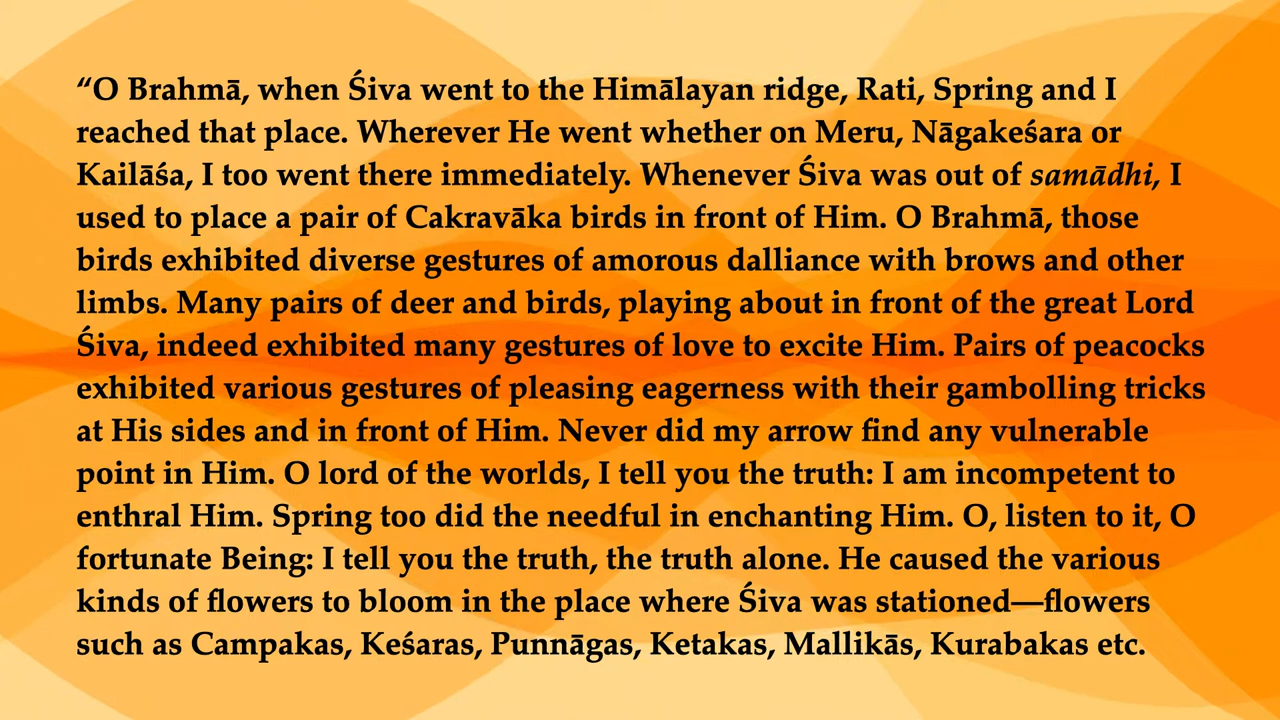 “O Brahmā, when Śiva went to the Himālayan ridge, Rati, Spring and I
reached that place. Wherever He went whether on Meru, Nāgakeśara or
Kailāśa, I too went there immediately. Whenever Śiva was out of samādhi, I
used to place a pair of Cakravāka birds in front of Him. O Brahmā, those
birds exhibited diverse gestures of amorous dalliance with brows and other
limbs. Many pairs of deer and birds, playing about in front of the great Lord
Śiva, indeed exhibited many gestures of love to excite Him. Pairs of peacocks
exhibited various gestures of pleasing eagerness with their gambolling tricks
at His sides and in front of Him. Never did my arrow find any vulnerable
point in Him. O lord of the worlds, I tell you the truth: I am incompetent to
enthral Him. Spring too did the needful in enchanting Him. O, listen to it, O
fortunate Being: I tell you the truth, the truth alone. He caused the various
kinds of flowers to bloom in the place where Śiva was stationed—flowers
such as Campakas, Keśaras, Punnāgas, Ketakas, Mallikās, Kurabakas etc.